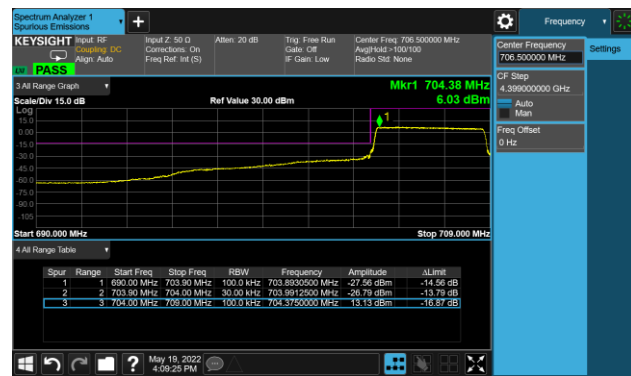 Spectrum Analyzer 1
Spurious Emissions
Frequency
KEYSIGHT
Input: RF
Coupling: DC
Align: Auto
Input Z: 50 Ω
Corrections: On
Freq Ref: Int (S)
Atten: 20 dB
Trig: Free Run
Gate: Off
IF Gain: Low
Center Freq: 706.500000 MHz
Avg|Hold:>100/100
Radio Std: None
LW PASS
Center Frequency
706.500000 MHz
Settings
CF Step
4.399000000 GHz
Auto
Man
Freq Offset
0 Hz
3 All Range Graph
Mkr1 704.38 MHz
Scale/Div 15.0 dB
Ref Value 30.00 dBm
6.03 dBm
Log
15.0
0.00
-15.0
-30.0
-45.0
-60.0
-75.0
-90.0
-105
1
Start 690.000 MHz
Stop 709.000 MHz
4 All Range Table
Spur Range Start Freq Stop Freq RBW Frequency Amplitude ΔLimit
1 1 690.00 MHz 703.90 MHz 100.0 kHz 703.8930500 MHz -27.56 dBm -14.56 dB
2 2 703.90 MHz 704.00 MHz 30.00 kHz 703.9912500 MHz -26.79 dBm -13.79 dB
3 3 704.00 MHz 709.00 MHz 100.0 kHz 704.3750000 MHz 13.13 dBm -16.87 dB
?
May 19, 2022
4:09:25 PM